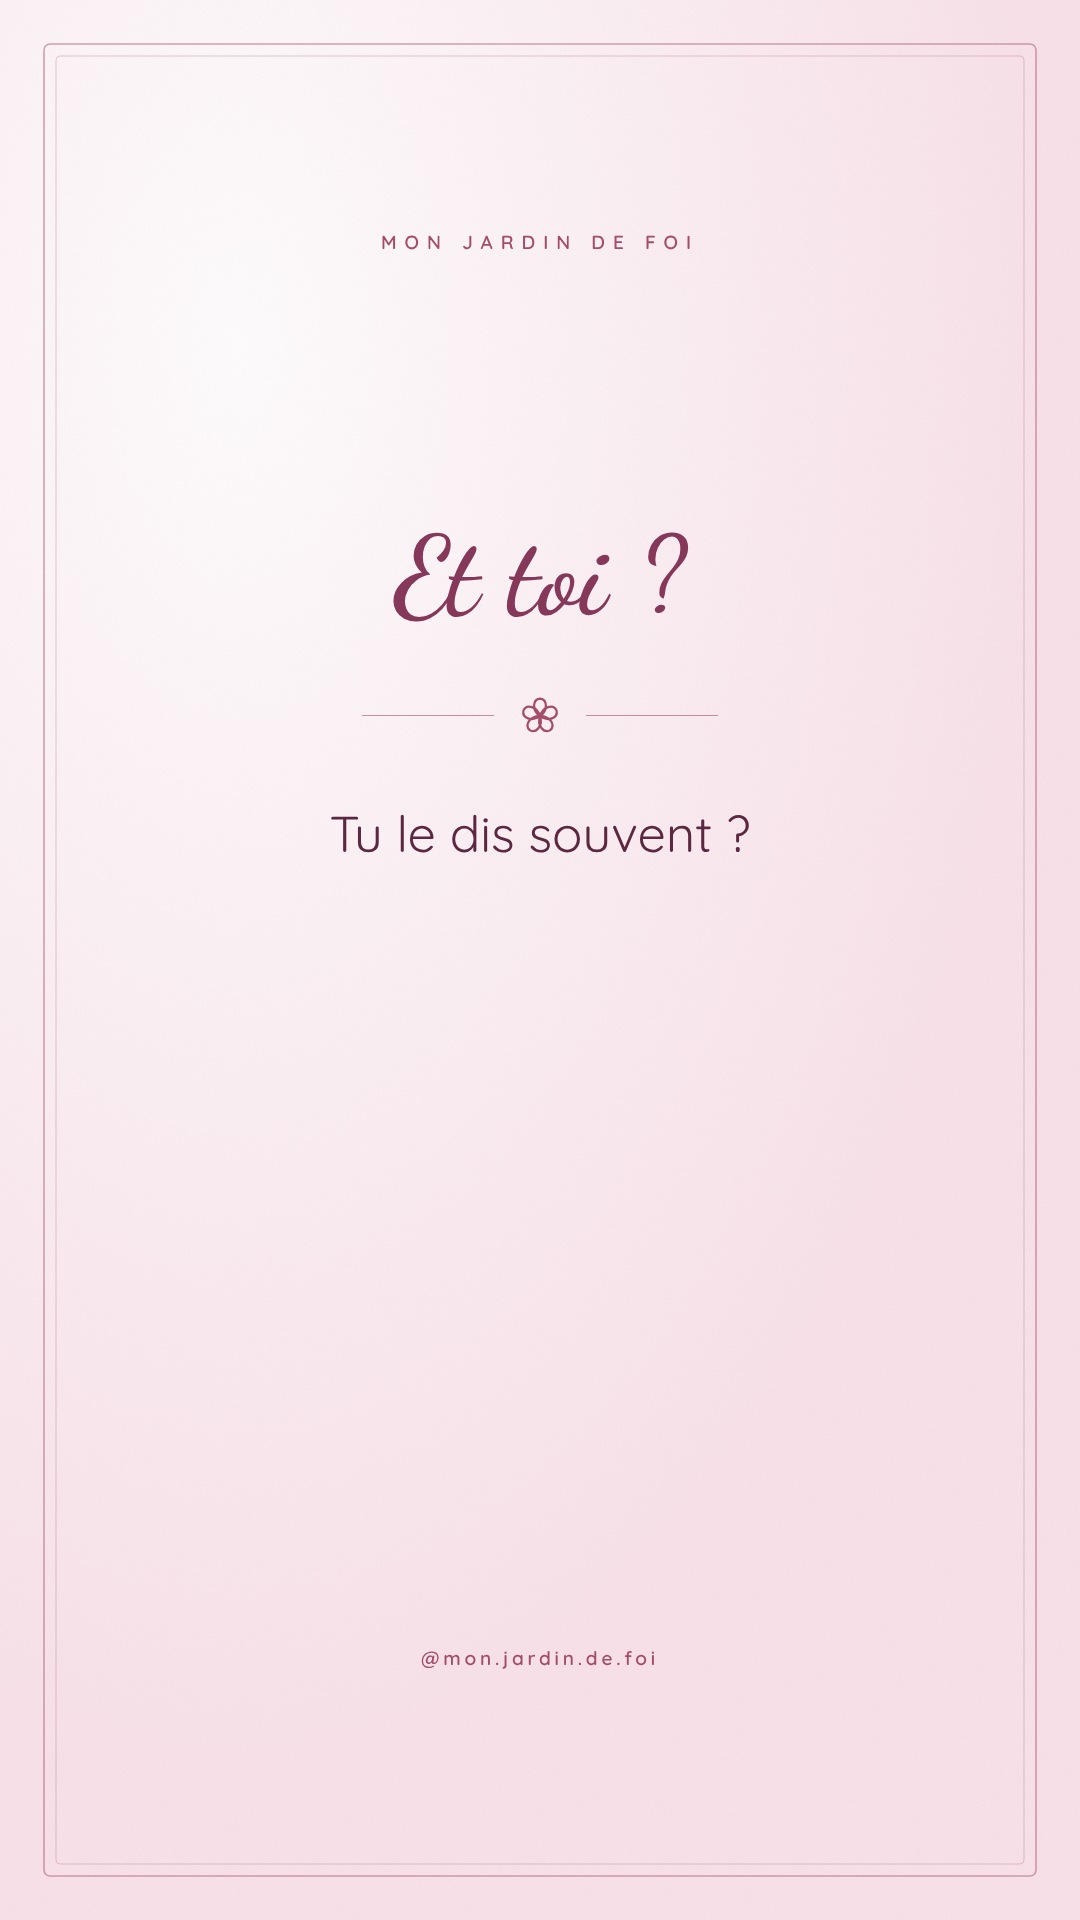 MON JARDIN DE FOI
Et toi ?
Tu le dis souvent ?
@mon.jardin.de.foi